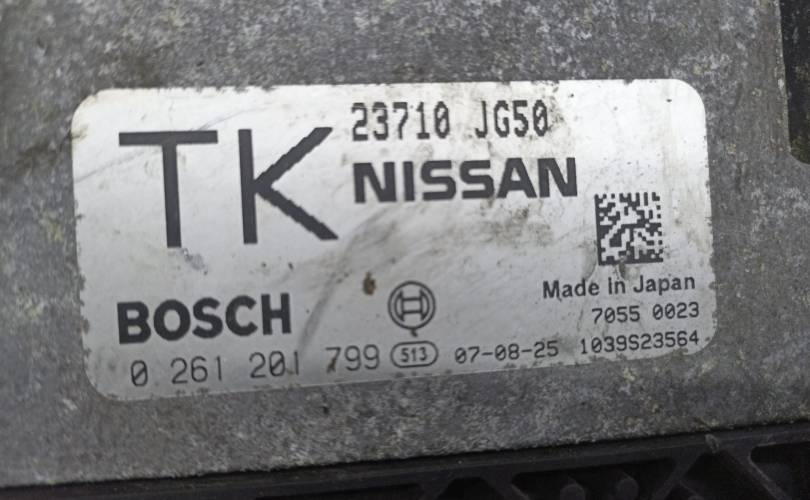 TK
23710 JG50
NISSAN
Made in Japan
BOSCH
7055 0023
0 261 201 799 513 07-08-25 1039S23564